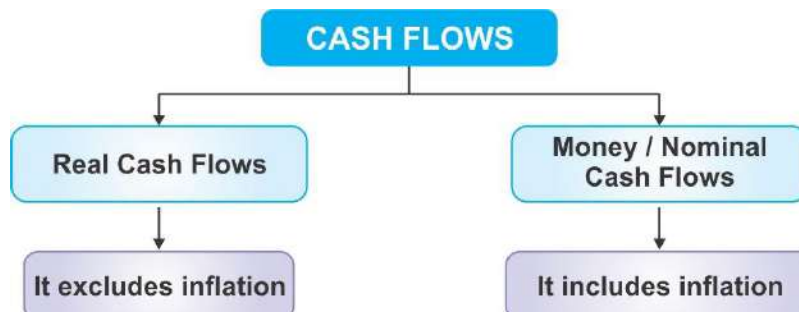 CASH FLOWS
Real Cash Flows
Money / Nominal
Cash Flows
It excludes inflation
It includes inflation